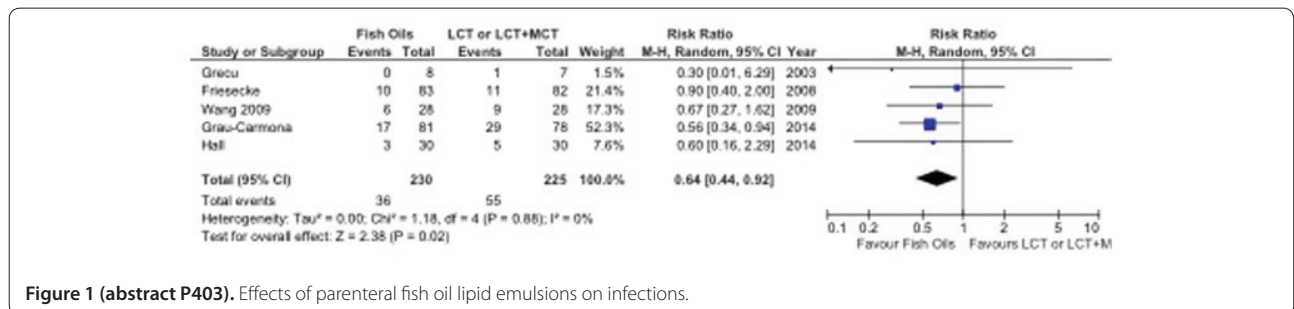 Fish Oils LCT or LCT+MCT Risk Ratio Risk Ratio
Study or Subgroup Events Total Events Total Weight M-H, Random, 95% CI Year M-H, Random, 95% CI
Grecu 0 8 1 7 1.5% 0.30 [0.01, 6.29] 2003
Friesecke 10 83 11 82 21.4% 0.90 [0.40, 2.00] 2008
Wang 2009 6 28 9 28 17.3% 0.67 [0.27, 1.62] 2009
Grau-Carmona 17 81 29 78 52.3% 0.56 [0.34, 0.94] 2014
Hall 3 30 5 30 7.6% 0.60 [0.16, 2.29] 2014
Total (95% CI) 230 225 100.0% 0.64 [0.44, 0.92]
Total events 36 55
Heterogeneity: Tau² = 0.00; Chi² = 1.18, df = 4 (P = 0.88); I² = 0%
Test for overall effect: Z = 2.38 (P = 0.02)
0.1 0.2 0.5 1 2 5 10
Favour Fish Oils Favours LCT or LCT+M
Figure 1 (abstract P403). Effects of parenteral fish oil lipid emulsions on infections.